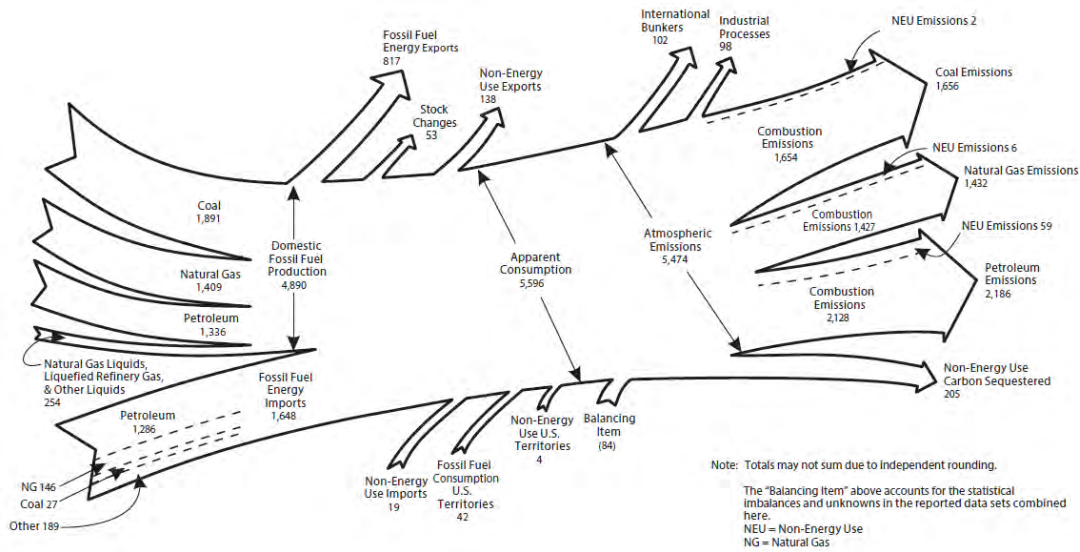 Fossil Fuel
Energy Exports
817
Stock
Changes
53
Non-Energy
Use Exports
138
International
Bunkers
102
Industrial
Processes
98
NEU Emissions 2
Coal Emissions
1,656
Combustion
Emissions
1,654
NEU Emissions 6
Natural Gas Emissions
1,432
Combustion
Emissions 1,427
NEU Emissions 59
Petroleum
Emissions
2,186
Combustion
Emissions
2,128
Coal
1,891
Natural Gas
1,409
Petroleum
1,336
Natural Gas Liquids,
Liquefied Refinery Gas,
& Other Liquids
254
Domestic
Fossil Fuel
Production
4,890
Apparent
Consumption
5,596
Atmospheric
Emissions
5,474
Fossil Fuel
Energy
Imports
1,648
Petroleum
1,286
NG 146
Coal 27
Other 189
Non-Energy
Use Imports
19
Fossil Fuel
Consumption
U.S.
Territories
42
Non-Energy
Use U.S.
Territories
4
Balancing
Item
(84)
Non-Energy Use
Carbon Sequestered
205
Note: Totals may not sum due to independent rounding.
The “Balancing Item” above accounts for the statistical
imbalances and unknowns in the reported data sets combined
here.
NEU = Non-Energy Use
NG = Natural Gas